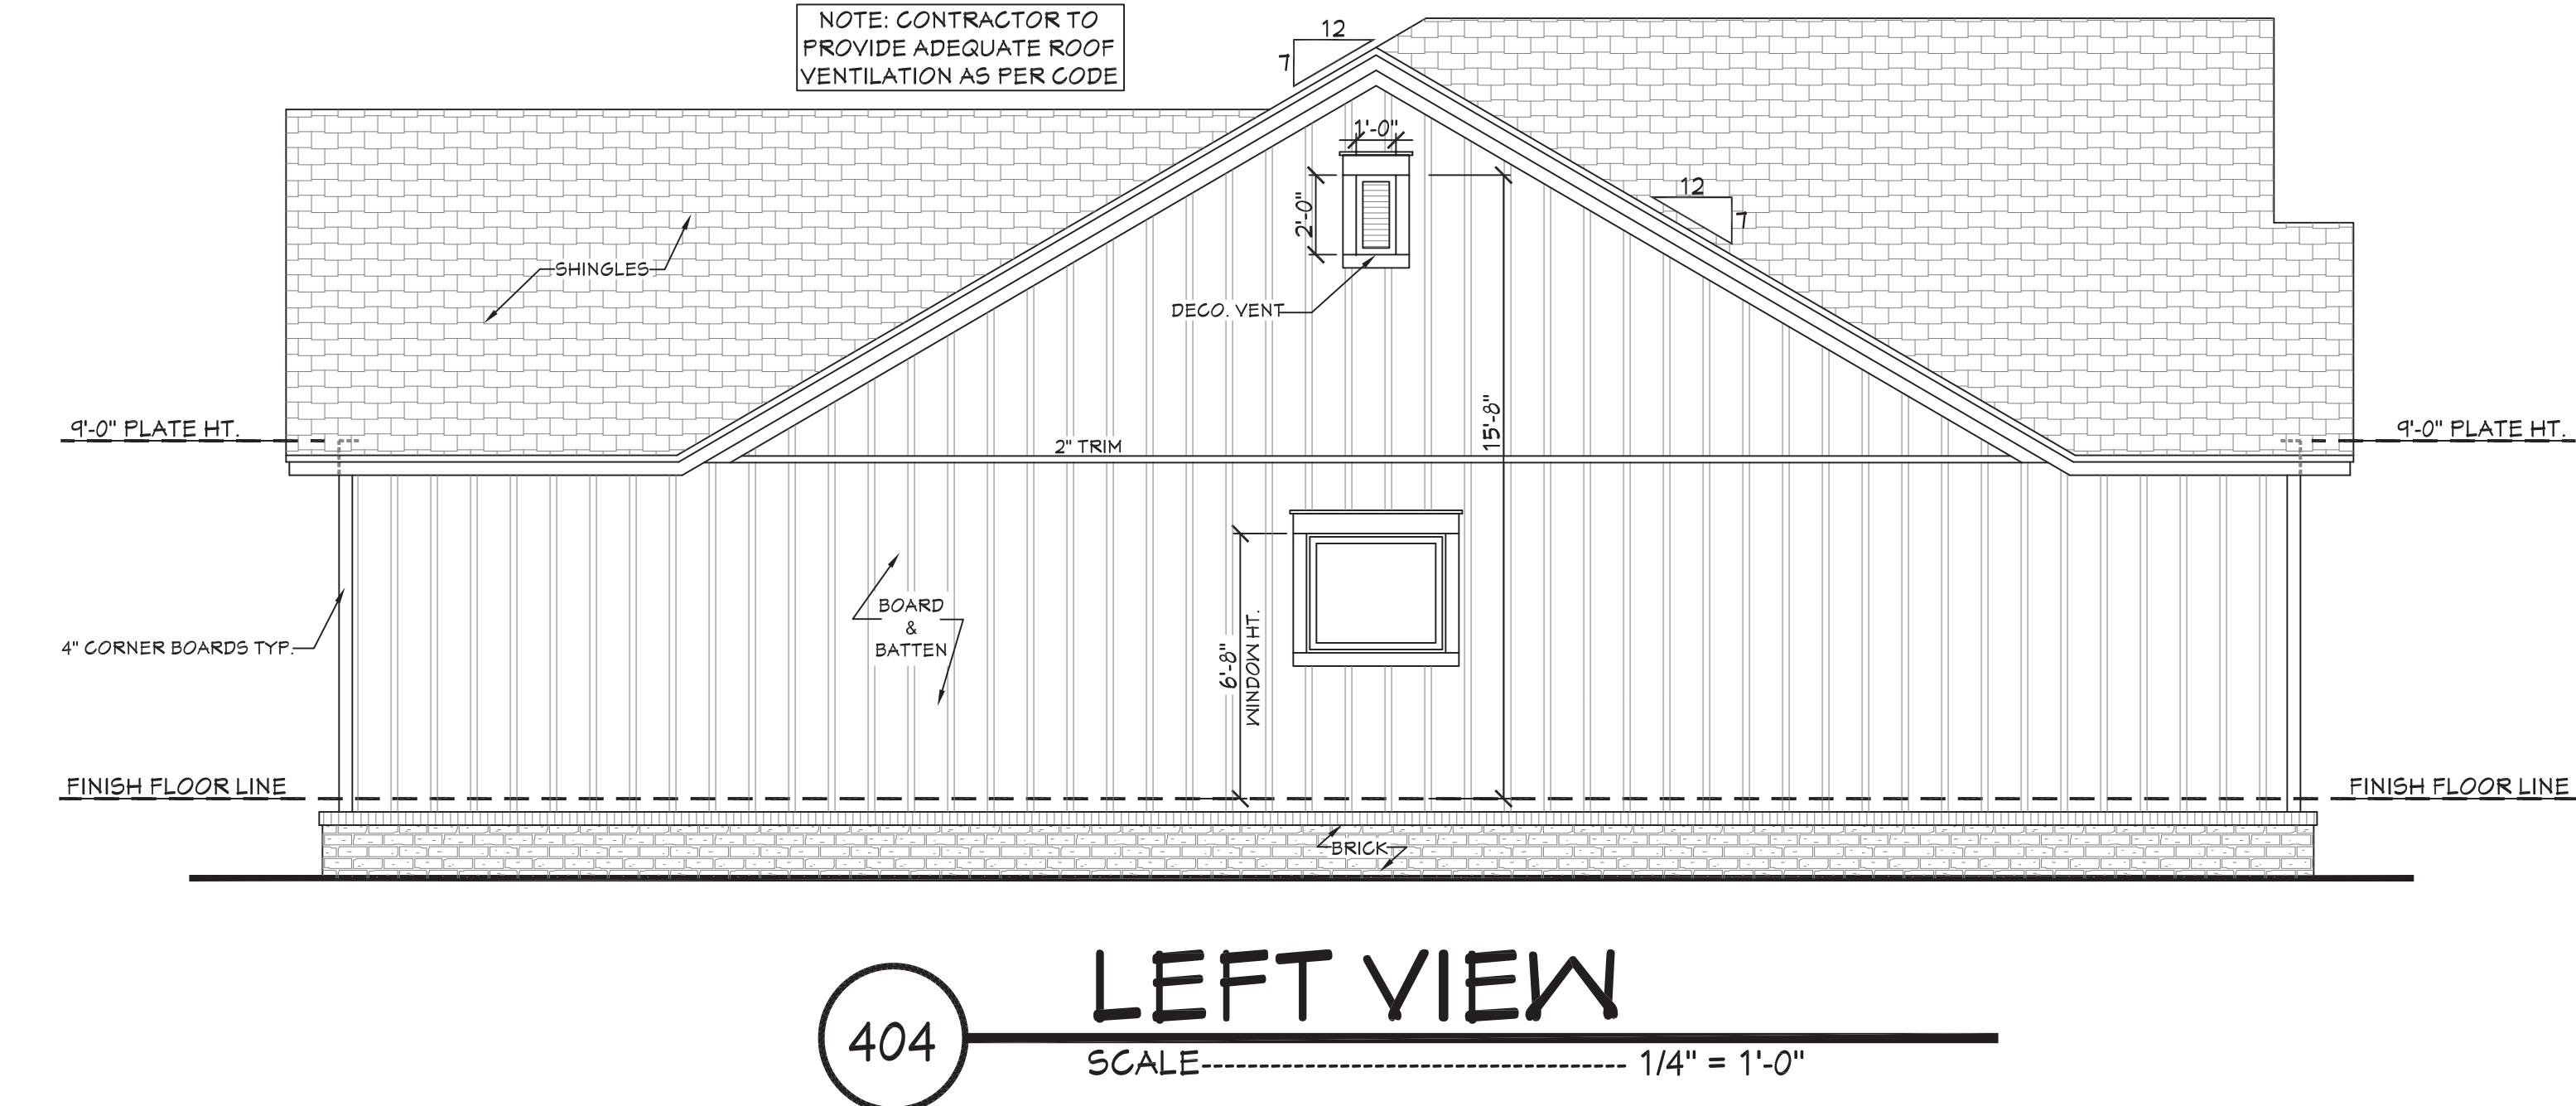 NOTE: CONTRACTOR TO
PROVIDE ADEQUATE ROOF
VENTILATION AS PER CODE
12
7
1'-0"
2'-0"
12
7
SHINGLES
DECO. VENT
9'-0" PLATE HT.
2" TRIM
15'-8"
9'-0" PLATE HT.
BOARD
&
BATTEN
4" CORNER BOARDS TYP.
6'-8"
WINDOW HT.
FINISH FLOOR LINE
FINISH FLOOR LINE
BRICK
LEFT VIEW
404
SCALE------------------------------------- 1/4" = 1'-0"